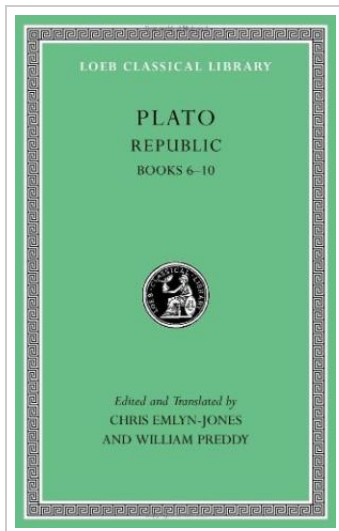 LOEB CLASSICAL LIBRARY
PLATO
REPUBLIC
BOOKS 6–10
Edited and Translated by
CHRIS EMLYN-JONES
AND WILLIAM PREDDY